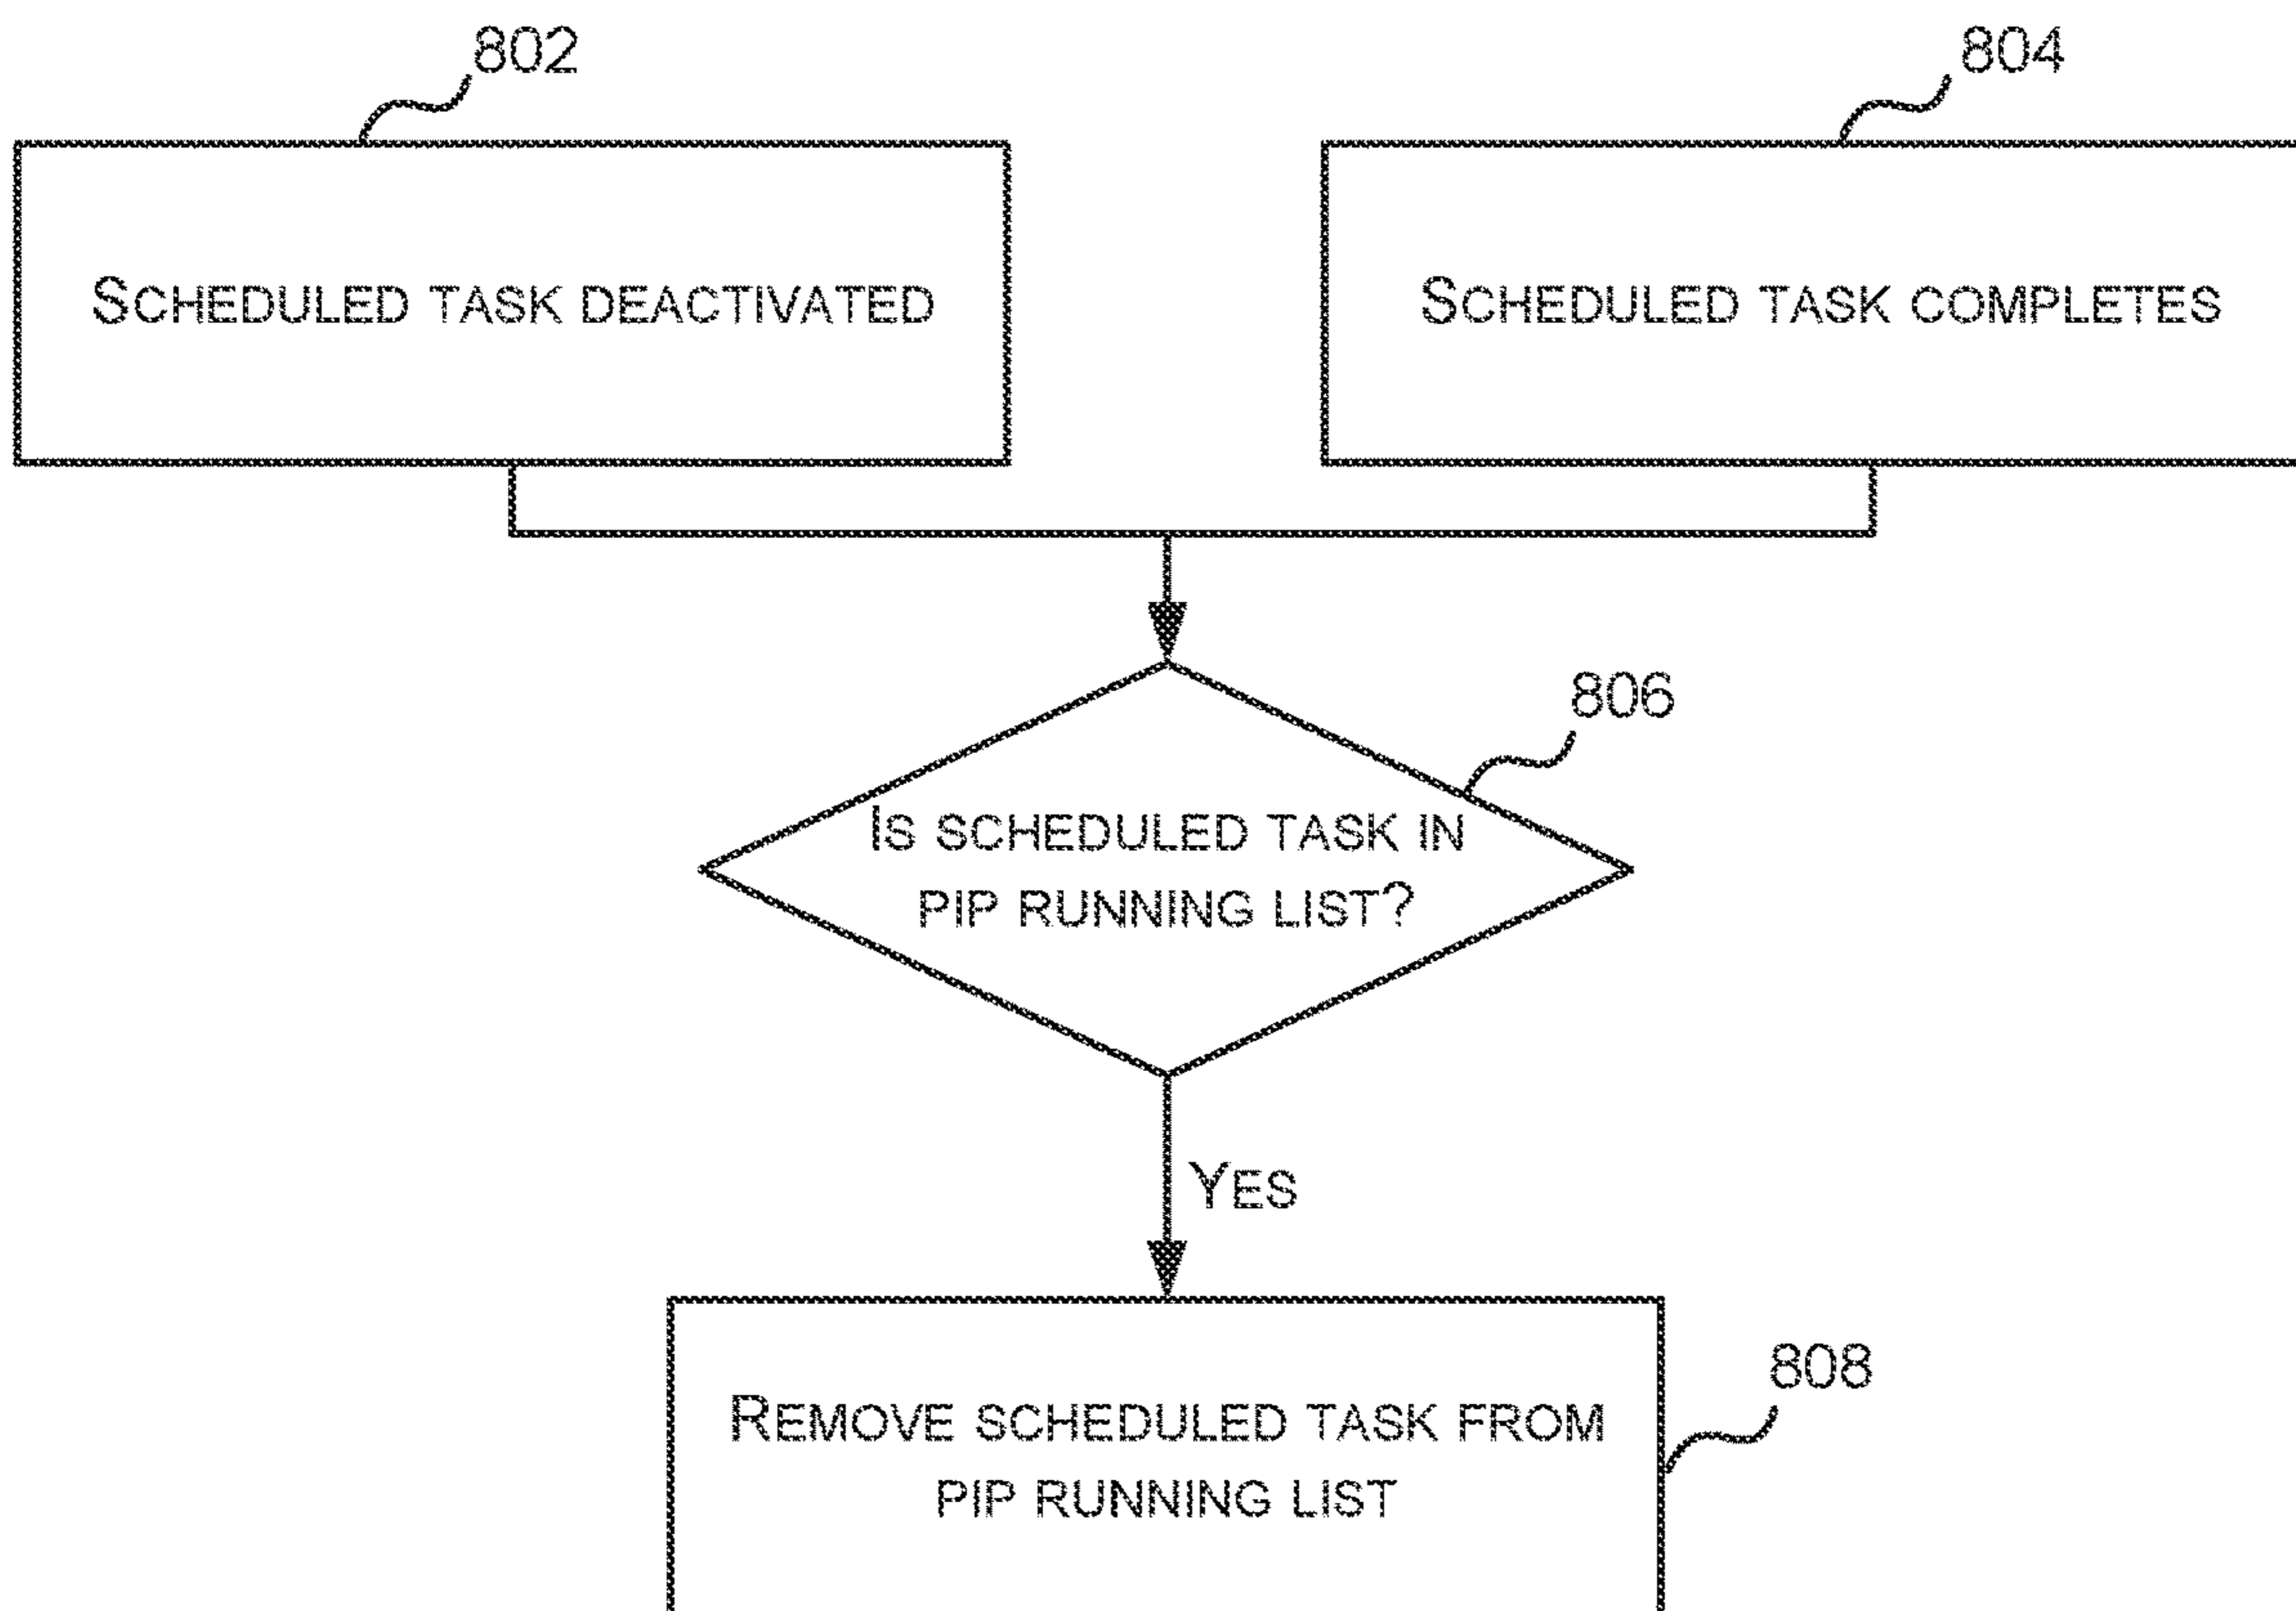 802
804
SCHEDULED TASK DEACTIVATED
SCHEDULED TASK COMPLETES
806
IS SCHEDULED TASK IN
PIP RUNNING LIST?
YES
808
REMOVE SCHEDULED TASK FROM
PIP RUNNING LIST